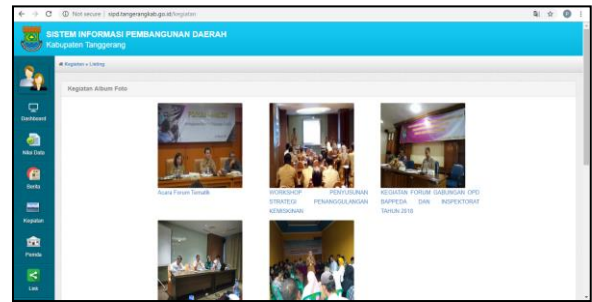 Not secure | sipd.tangerangkab.go.id/kegiatan
SISTEM INFORMASI PEMBANGUNAN DAERAH
Kabupaten Tanggerang
Kegiatan » Listing
Kegiatan Album Foto
Dashboard
Nilai Data
Berita
Kegiatan
Pemda
Link
Acara Forum Tematik
WORKSHOP PENYUSUNAN
STRATEGI PENANGGULANGAN
KEMISKINAN
KEGIATAN FORUM GABUNGAN OPD
BAPPEDA DAN INSPEKTORAT
TAHUN 2018